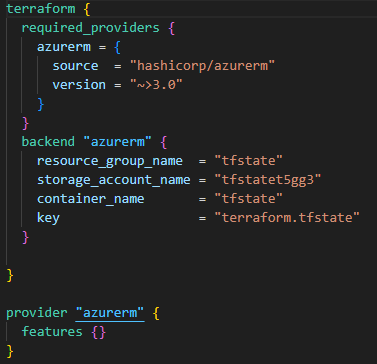 terraform {
  required_providers {
    azurerm = {
      source  = "hashicorp/azurerm"
      version = "~>3.0"
    }
  }
  backend "azurerm" {
    resource_group_name  = "tfstate"
    storage_account_name = "tfstatet5gg3"
    container_name       = "tfstate"
    key                  = "terraform.tfstate"
  }
}
provider "azurerm" {
  features {}
}